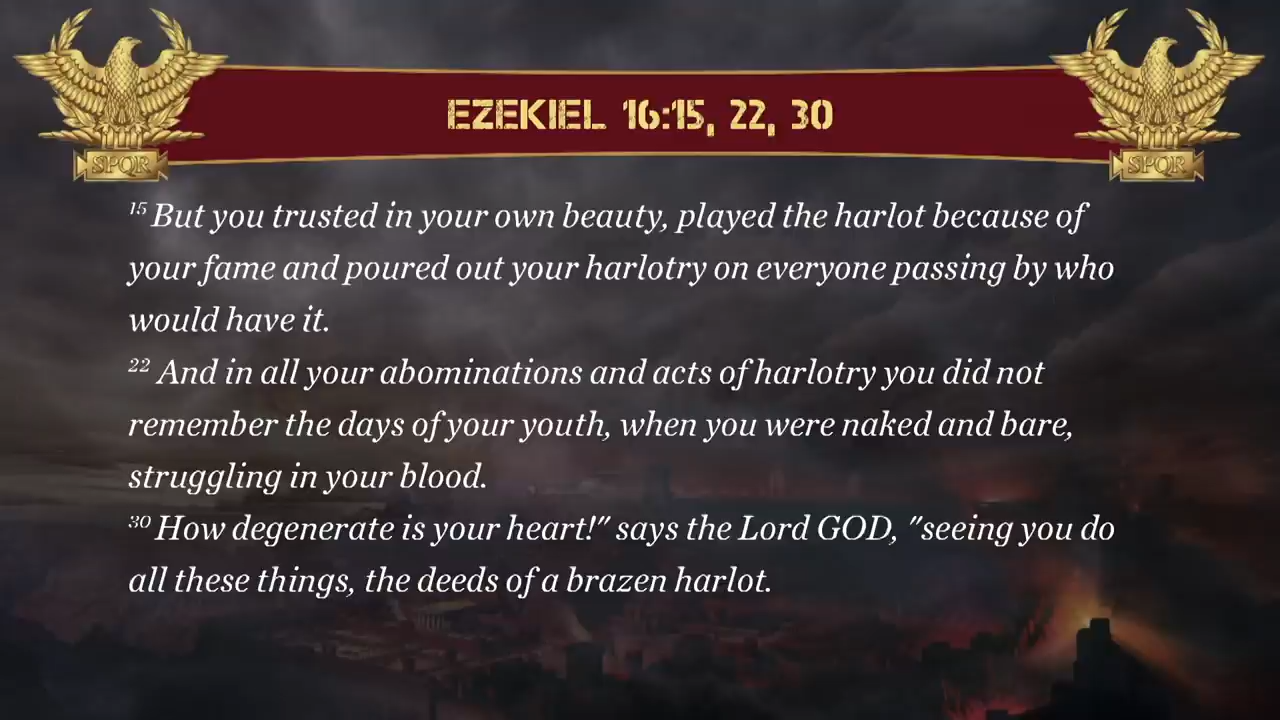 EZEKIEL 16:15, 22, 30
SPQR
SPQR
15 But you trusted in your own beauty, played the harlot because of
your fame and poured out your harlotry on everyone passing by who
would have it.
22 And in all your abominations and acts of harlotry you did not
remember the days of your youth, when you were naked and bare,
struggling in your blood.
30 How degenerate is your heart!" says the Lord GOD, "seeing you do
all these things, the deeds of a brazen harlot.